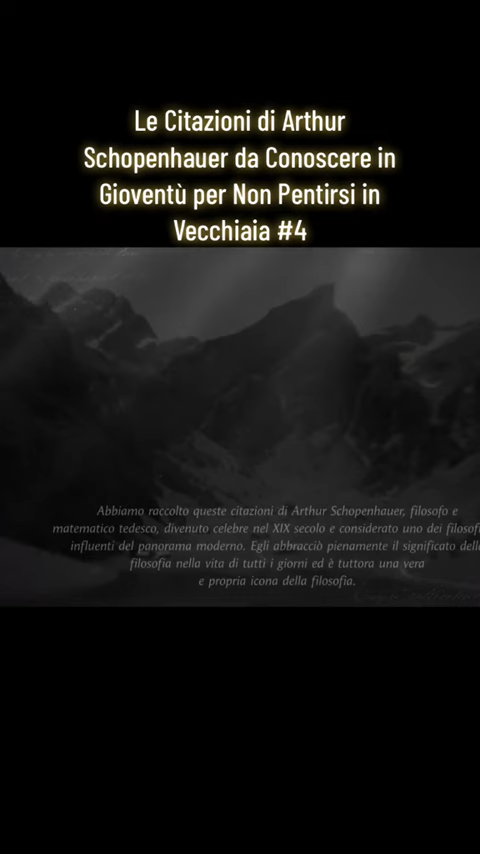 Le Citazioni di Arthur
Schopenhauer da Conoscere in
Gioventù per Non Pentirsi in
Vecchiaia #4
Abbiamo raccolto queste citazioni di Arthur Schopenhauer, filosofo e
matematico tedesco, divenuto celebre nel XIX secolo e considerato uno dei filosofi
influenti del panorama moderno. Egli abbracciò pienamente il significato
filosofia nella vita di tutti i giorni ed è tuttora una vera
e propria icona della filosofia.